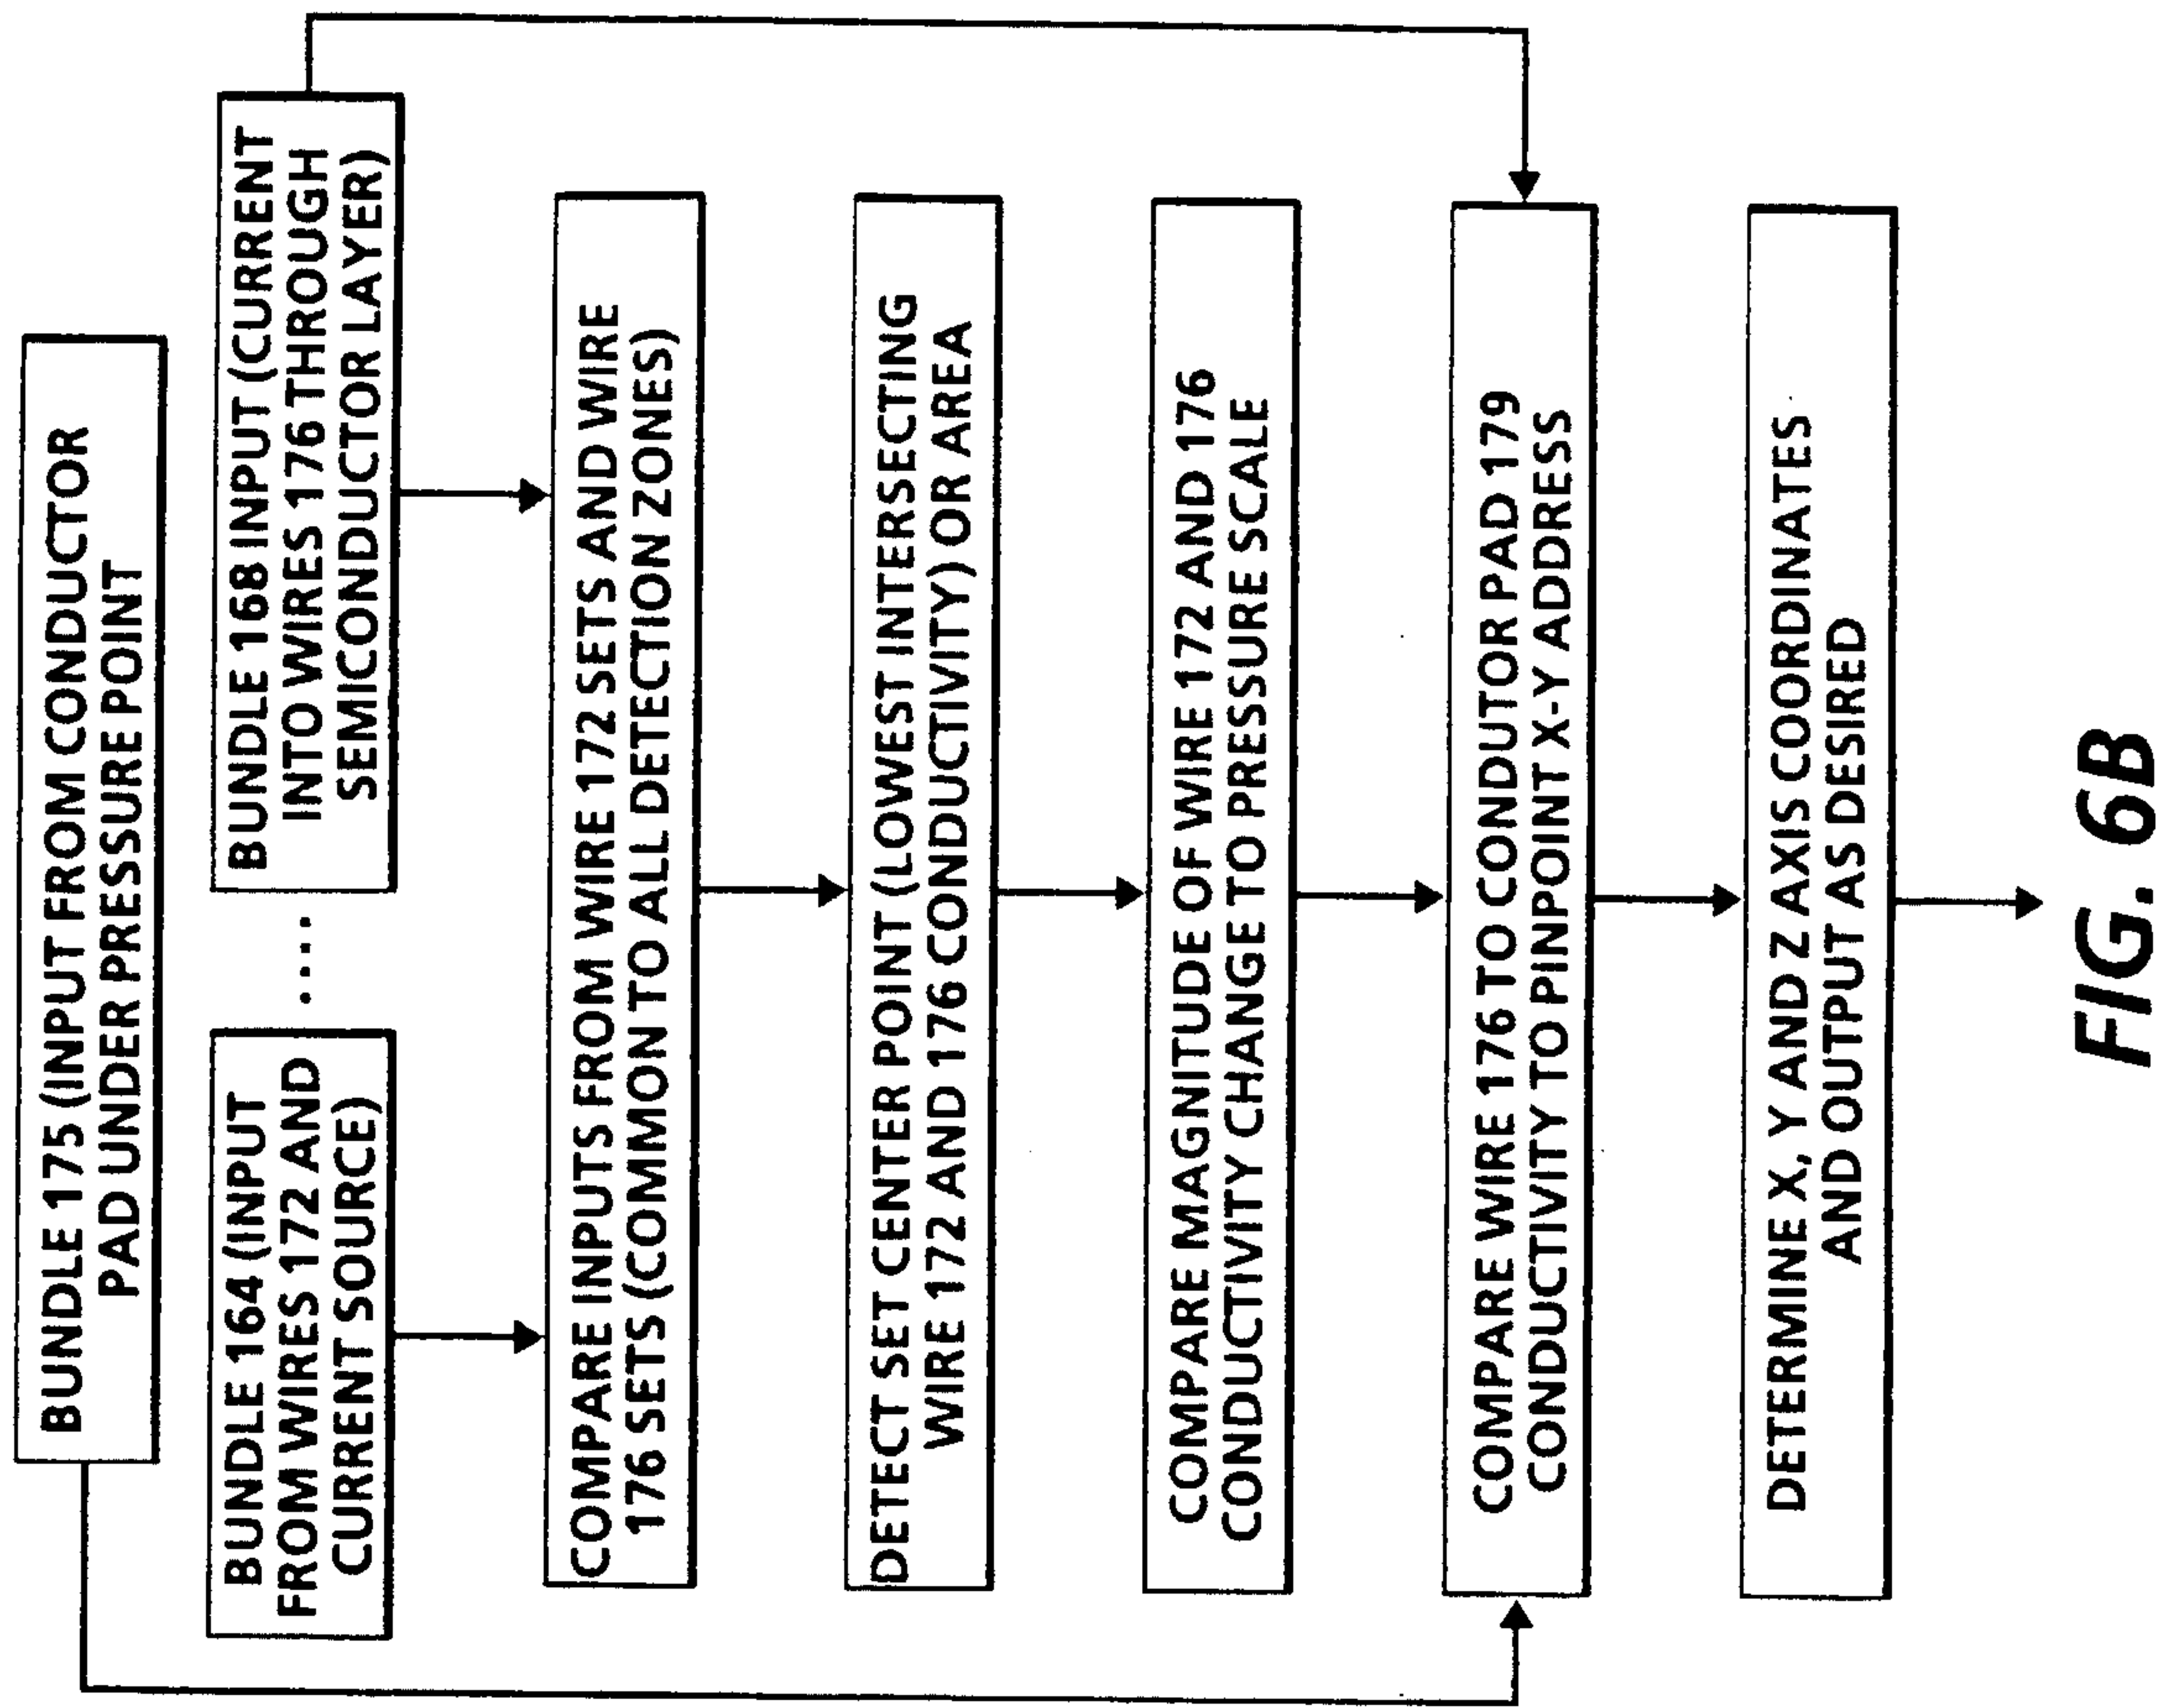 BUNDLE 175 (INPUT FROM CONDUCTOR
PAD UNDER PRESSURE POINT
BUNDLE 164 (INPUT
FROM WIRES 172 AND
CURRENT SOURCE)
BUNDLE 168 INPUT (CURRENT
INTO WIRES 176 THROUGH
SEMICONDUCTOR LAYER)
COMPARE INPUTS FROM WIRE 172 SETS AND WIRE
176 SETS (COMMON TO ALL DETECTION ZONES)
DETECT SET CENTER POINT (LOWEST INTERSECTING
WIRE 172 AND 176 CONDUCTIVITY) OR AREA
COMPARE MAGNITUDE OF WIRE 172 AND 176
CONDUCTIVITY CHANGE TO PRESSURE SCALE
COMPARE WIRE 176 TO CONDUTOR PAD 179
CONDUCTIVITY TO PINPOINT X-Y ADDRESS
DETERMINE X, Y AND Z AXIS COORDINATES
AND OUTPUT AS DESIRED
FIG. 6B